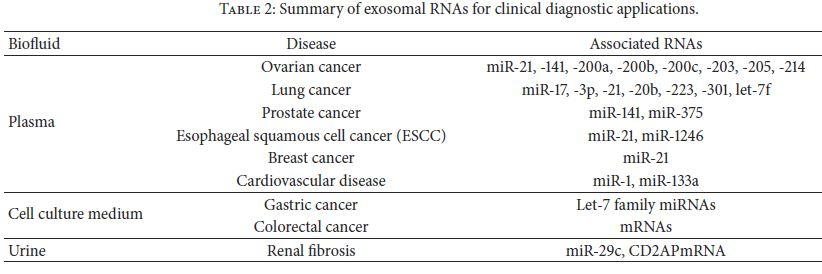 TABLE 2: Summary of exosomal RNAs for clinical diagnostic applications.
Biofluid Disease Associated RNAs
Plasma
Ovarian cancer miR-21, -141, -200a, -200b, -200c, -203, -205, -214
Lung cancer miR-17, -3p, -21, -20b, -223, -301, let-7f
Prostate cancer miR-141, miR-375
Esophageal squamous cell cancer (ESCC) miR-21, miR-1246
Breast cancer miR-21
Cardiovascular disease miR-1, miR-133a
Cell culture medium
Gastric cancer Let-7 family miRNAs
Colorectal cancer mRNAs
Urine Renal fibrosis miR-29c, CD2APmRNA